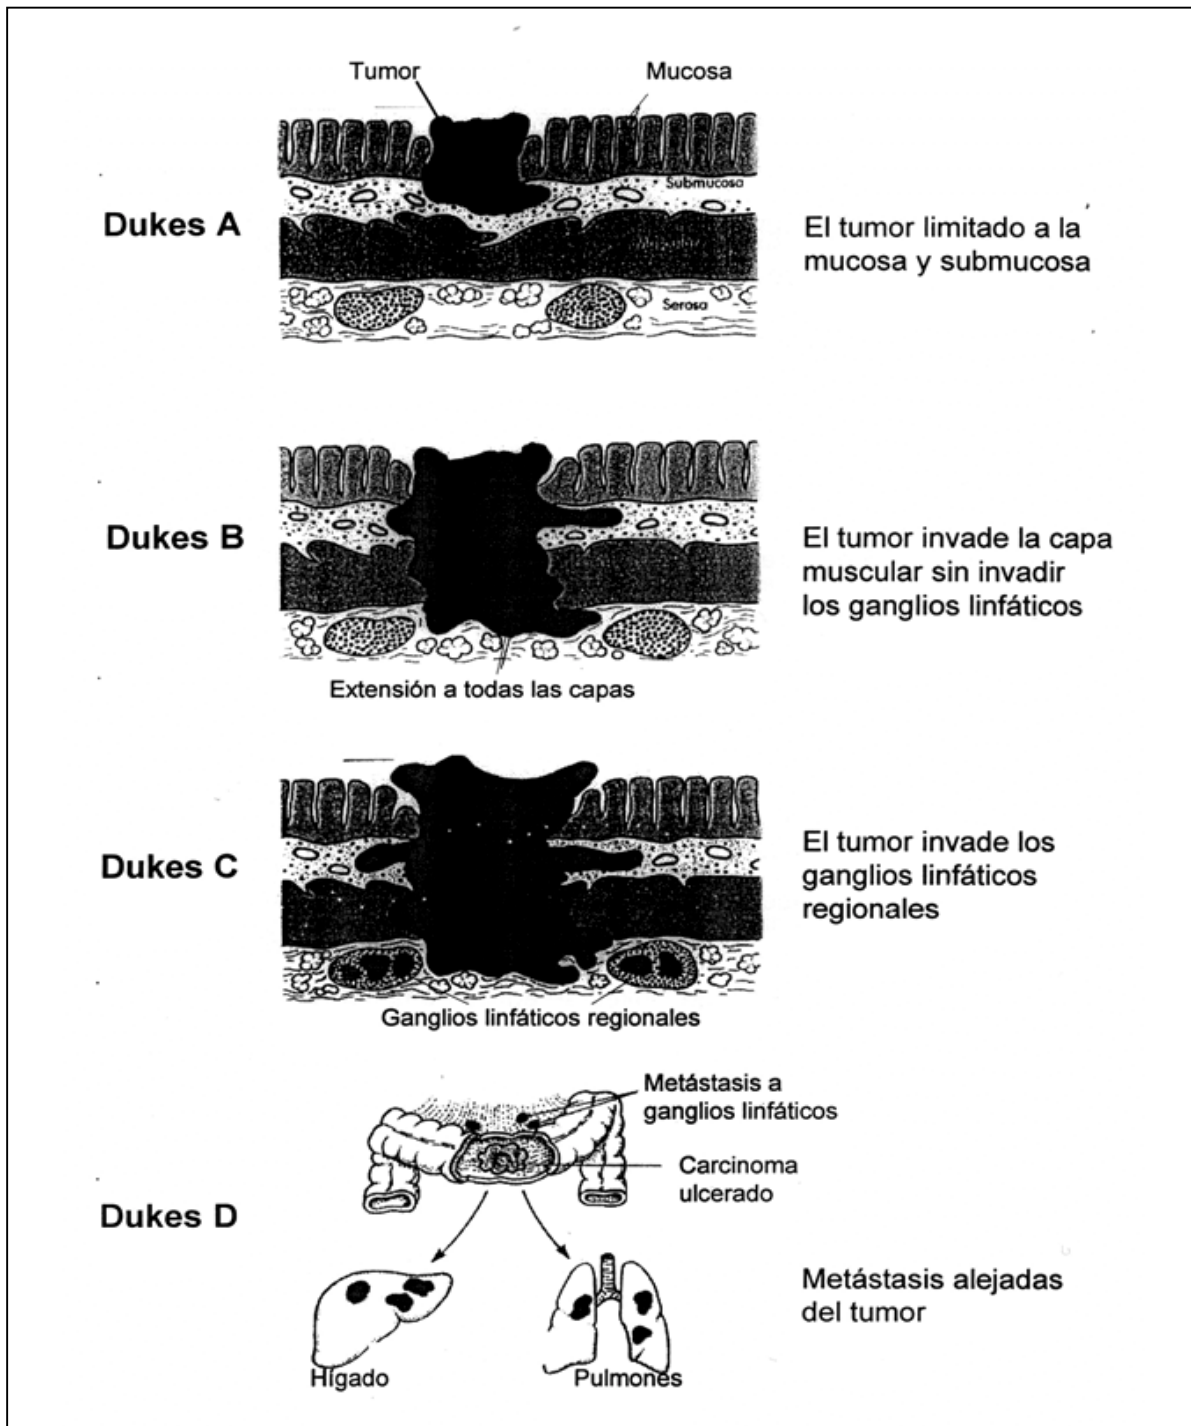 Tumor
Mucosa
Submucosa
Dukes A
El tumor limitado a la
mucosa y submucosa
Serosa
Dukes B
El tumor invade la capa
muscular sin invadir
los ganglios linfáticos
Extensión a todas las capas
Dukes C
El tumor invade los
ganglios linfáticos
regionales
Ganglios linfáticos regionales
Metástasis a
ganglios linfáticos
Carcinoma
ulcerado
Dukes D
Metástasis alejadas
del tumor
Hígado
Pulmones